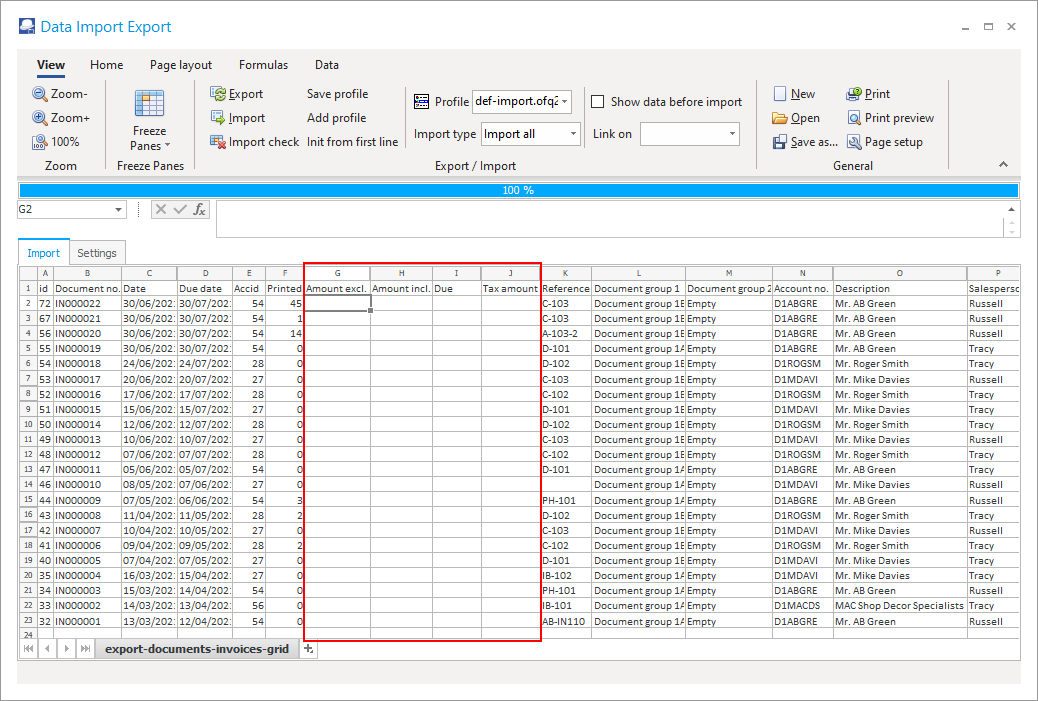 Data Import Export
View Home Page layout Formulas Data
Zoom-
Zoom+
100%
Zoom
Freeze
Panes
Freeze Panes
Export Save profile
Import Add profile
Import check Init from first line
Profile def-import.ofq2
Import type Import all
Show data before import
Link on
Export / Import
New Print
Open Print preview
Save as... Page setup
General
100 %
G2
fx
Import Settings
A B C D E F G H I J K L M N O P
1 id Document no. Date Due date Accid Printed Amount excl. Amount incl. Due Tax amount Reference Document group 1 Document group 2 Account no. Description Salesperso
2 72 IN000022 30/06/202 30/07/202 54 45 C-103 Document group 1B Empty D1ABGRE Mr. AB Green Russell
3 67 IN000021 30/06/202 30/07/202 54 1 C-103 Document group 1B Empty D1ABGRE Mr. AB Green Russell
4 56 IN000020 30/06/202 30/07/202 54 14 A-103-2 Document group 1B Empty D1ABGRE Mr. AB Green Russell
5 55 IN000019 30/06/202 30/07/202 54 0 D-101 Document group 1A Empty D1ABGRE Mr. AB Green Tracy
6 54 IN000018 24/06/202 24/07/202 28 0 D-102 Document group 1B Empty D1ROGSM Mr. Roger Smith Tracy
7 53 IN000017 20/06/202 20/07/202 27 0 C-103 Document group 1B Empty D1MDAVI Mr. Mike Davies Russell
8 52 IN000016 17/06/202 17/07/202 28 0 C-102 Document group 1B Empty D1ROGSM Mr. Roger Smith Tracy
9 51 IN000015 15/06/202 15/07/202 27 0 D-101 Document group 1A Empty D1MDAVI Mr. Mike Davies Tracy
10 50 IN000014 12/06/202 12/07/202 28 0 D-102 Document group 1B Empty D1ROGSM Mr. Roger Smith Tracy
11 49 IN000013 10/06/202 10/07/202 27 0 C-103 Document group 1B Empty D1MDAVI Mr. Mike Davies Russell
12 48 IN000012 07/06/202 07/07/202 28 0 C-102 Document group 1B Empty D1ROGSM Mr. Roger Smith Tracy
13 47 IN000011 05/06/202 05/07/202 54 0 D-101 Document group 1A Empty D1ABGRE Mr. AB Green Tracy
14 46 IN000010 08/05/202 07/06/202 27 0 Document group 1A Empty D1MDAVI Mr. Mike Davies Russell
15 44 IN000009 07/05/202 06/06/202 54 3 PH-101 Document group 1A Empty D1ABGRE Mr. AB Green Russell
16 43 IN000008 11/04/202 11/05/202 28 2 D-102 Document group 1B Empty D1ROGSM Mr. Roger Smith Tracy
17 42 IN000007 10/04/202 10/05/202 27 0 C-103 Document group 1B Empty D1MDAVI Mr. Mike Davies Russell
18 41 IN000006 09/04/202 09/05/202 28 2 C-102 Document group 1B Empty D1ROGSM Mr. Roger Smith Tracy
19 40 IN000005 07/04/202 07/05/202 27 0 D-101 Document group 1A Empty D1MDAVI Mr. Mike Davies Tracy
20 35 IN000004 16/03/202 15/04/202 27 0 IB-102 Document group 1A Empty D1MDAVI Mr. Mike Davies Tracy
21 34 IN000003 15/03/202 14/04/202 54 0 PH-101 Document group 1A Empty D1ABGRE Mr. AB Green Russell
22 33 IN000002 14/03/202 13/04/202 56 0 IB-101 Document group 1A Empty D1MACDS MAC Shop Decor Specialists Tracy
23 32 IN000001 13/03/202 12/04/202 54 0 AB-IN110 Document group 1A Empty D1ABGRE Mr. AB Green Russell
24
export-documents-invoices-grid